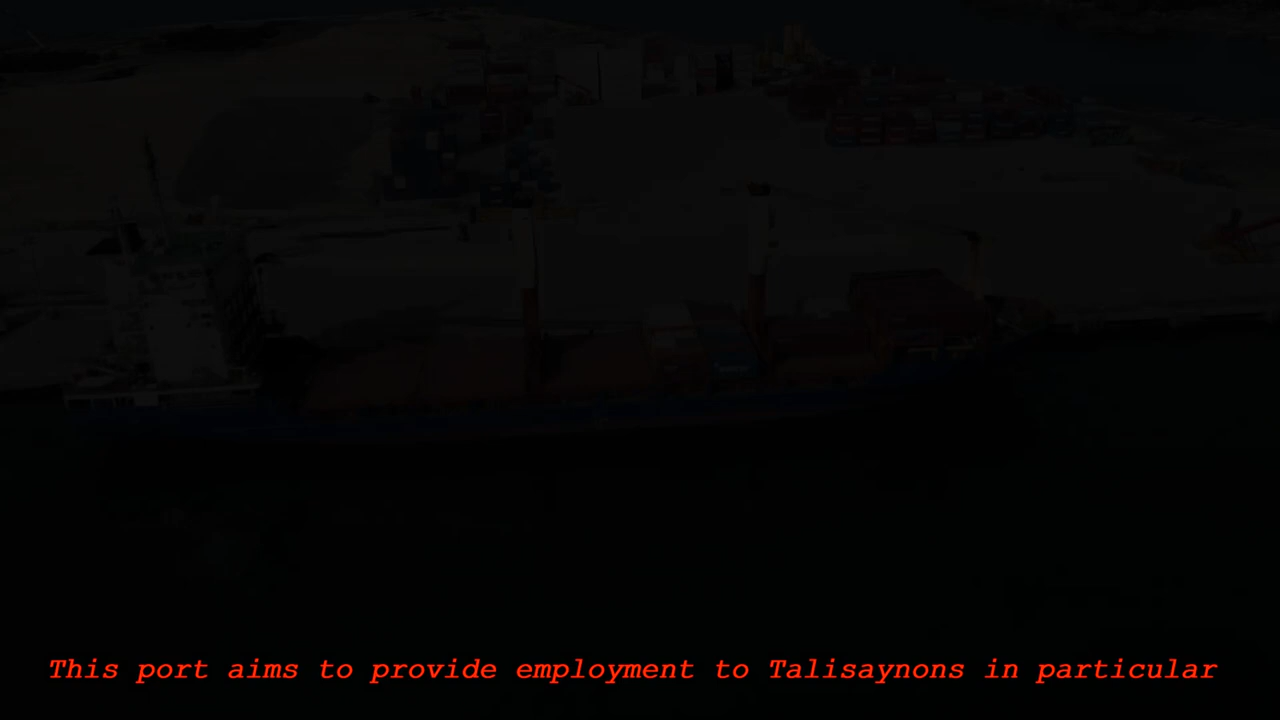 This port aims to provide employment to Talisaynons in particular